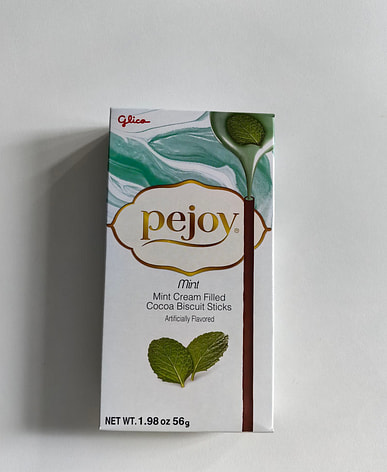 Glico
pejoy®
Mint
Mint Cream Filled
Cocoa Biscuit Sticks
Artificially Flavored
NET WT. 1.98 oz 56g